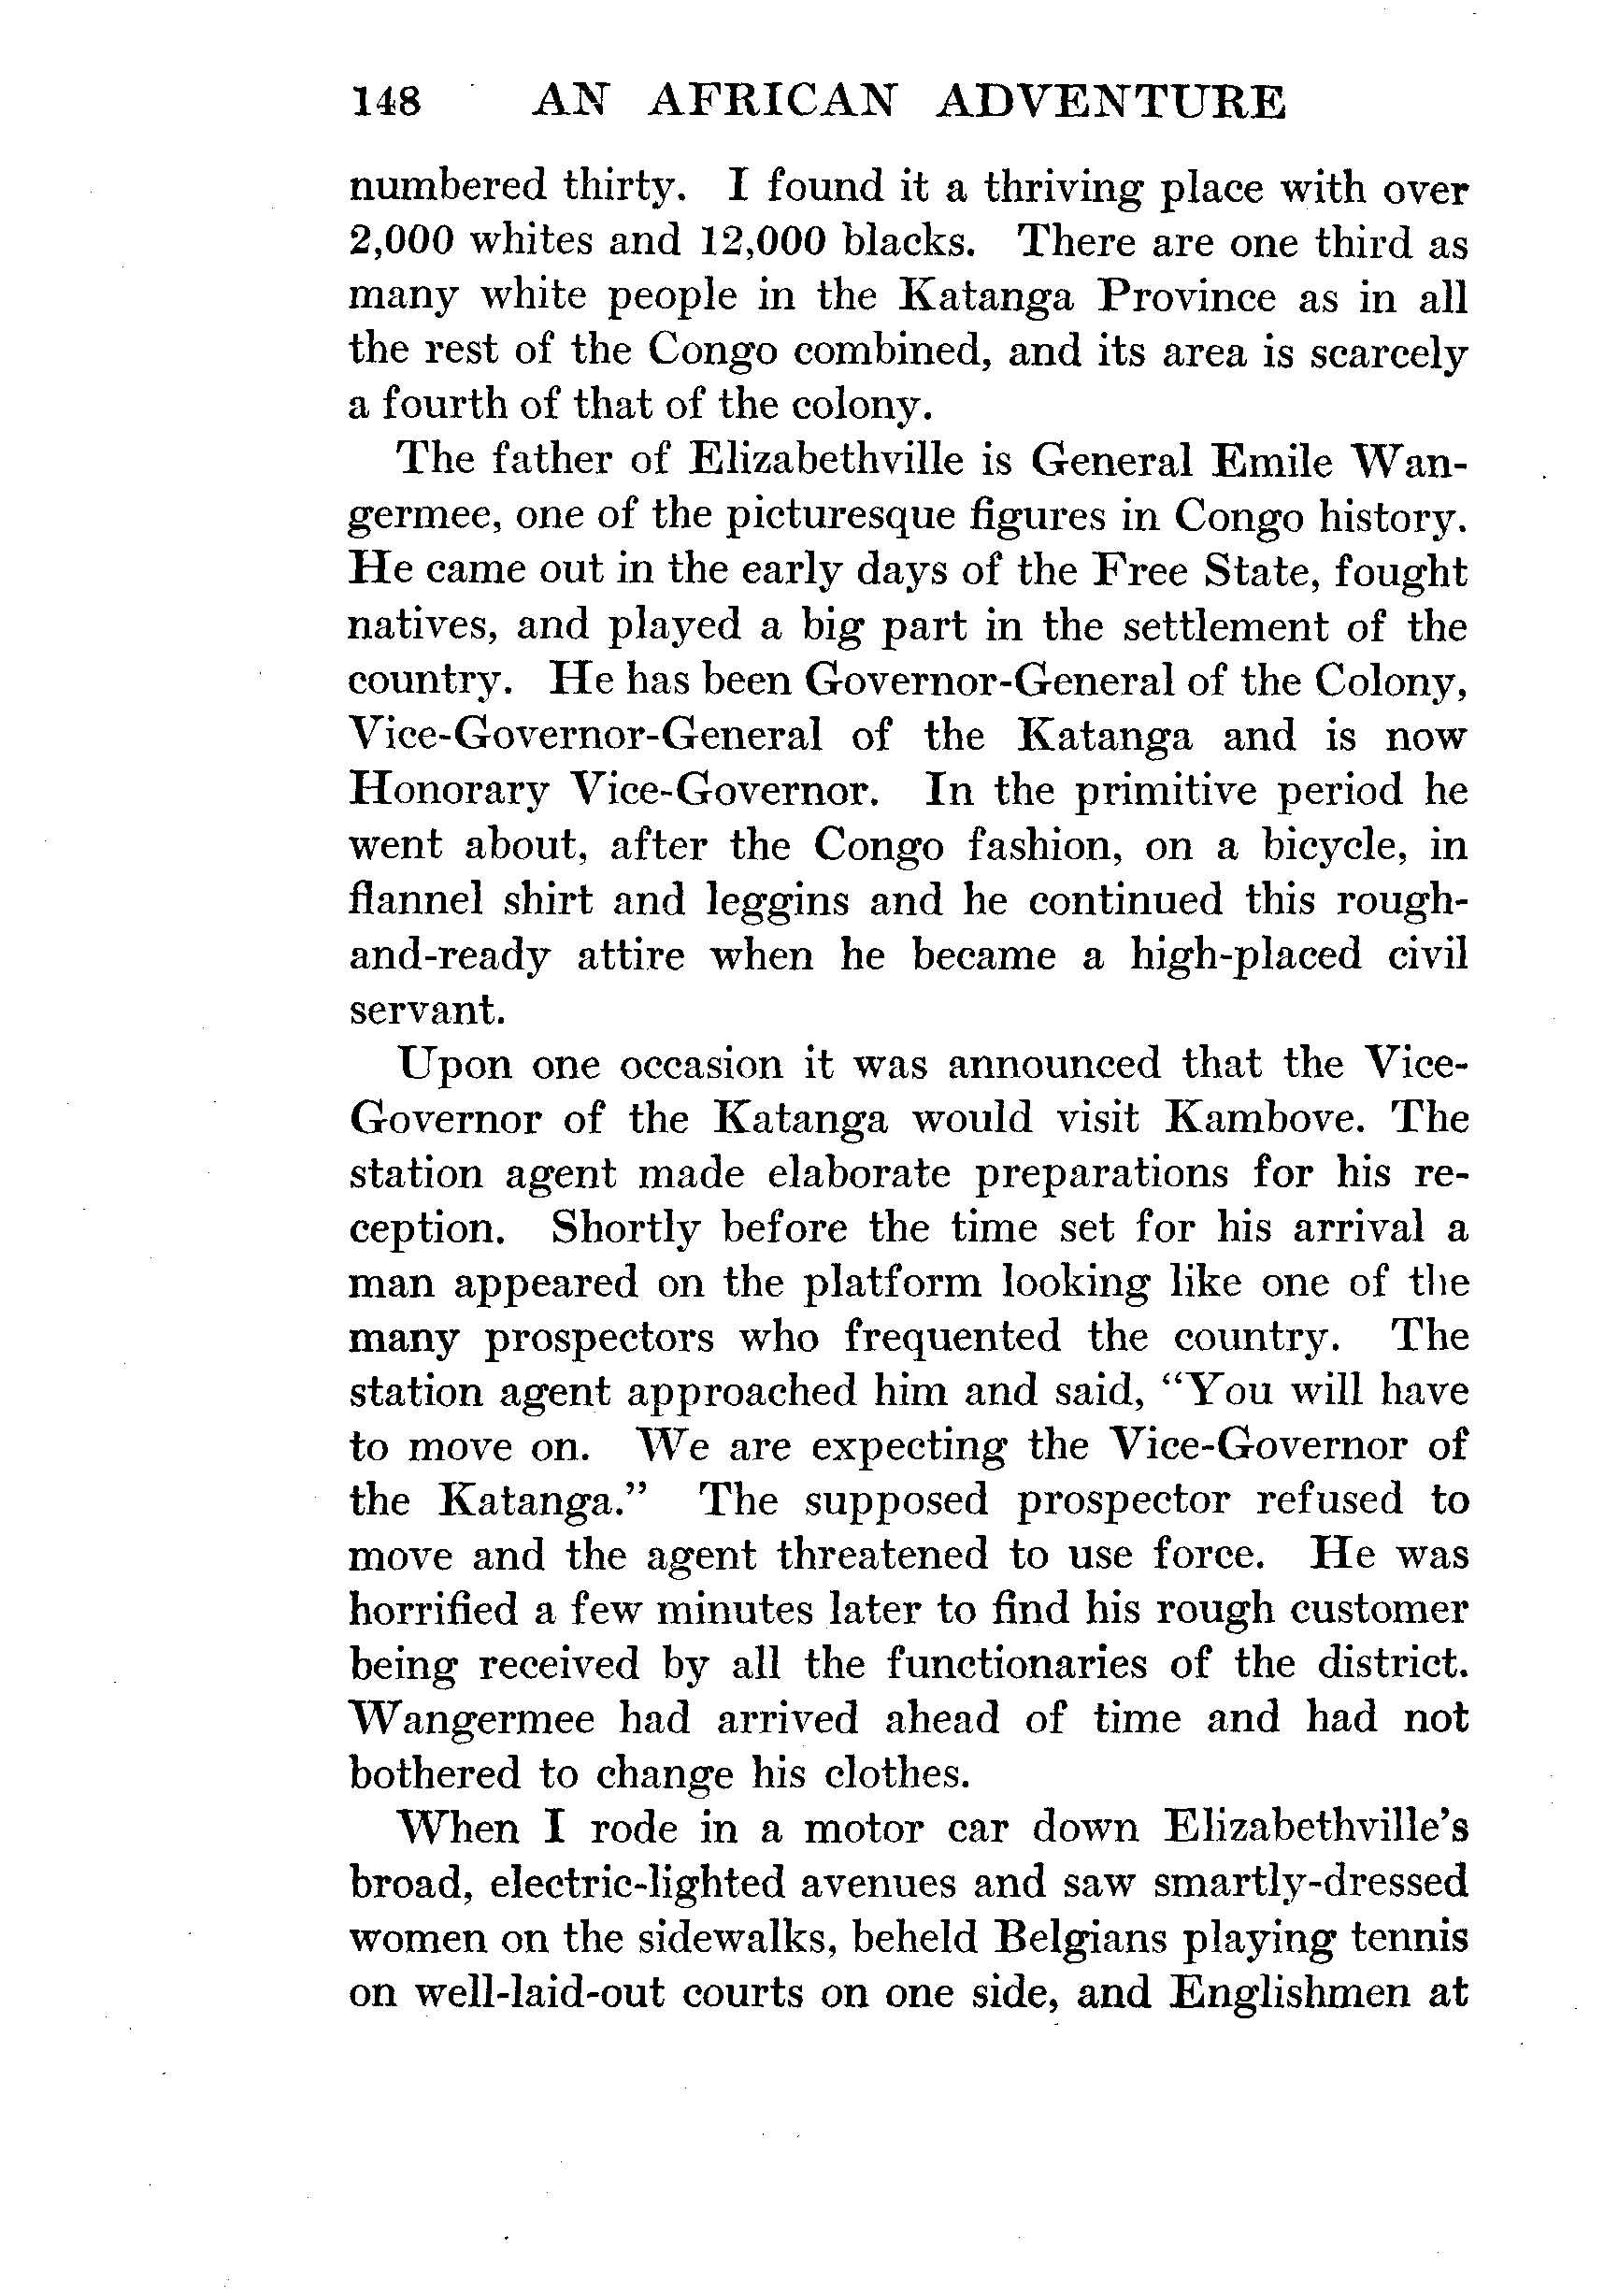 148 AN AFRICAN ADVENTURE
numbered thirty. I found it a thriving place with over
2,000 whites and 12,000 blacks. There are one third as
many white people in the Katanga Province as in all
the rest of the Congo combined, and its area is scarcely
a fourth of that of the colony.
The father of Elizabethville is General Emile Wan-
germee, one of the picturesque figures in Congo history.
He came out in the early days of the Free State, fought
natives, and played a big part in the settlement of the
country. He has been Governor-General of the Colony,
Vice-Governor-General of the Katanga and is now
Honorary Vice-Governor. In the primitive period he
went about, after the Congo fashion, on a bicycle, in
flannel shirt and leggins and he continued this rough-
and-ready attire when he became a high-placed civil
servant.
Upon one occasion it was announced that the Vice-
Governor of the Katanga would visit Kambove. The
station agent made elaborate preparations for his re-
ception. Shortly before the time set for his arrival a
man appeared on the platform looking like one of the
many prospectors who frequented the country. The
station agent approached him and said, “You will have
to move on. We are expecting the Vice-Governor of
the Katanga.” The supposed prospector refused to
move and the agent threatened to use force. He was
horrified a few minutes later to find his rough customer
being received by all the functionaries of the district.
Wangermee had arrived ahead of time and had not
bothered to change his clothes.
When I rode in a motor car down Elizabethville’s
broad, electric-lighted avenues and saw smartly-dressed
women on the sidewalks, beheld Belgians playing tennis
on well-laid-out courts on one side, and Englishmen at